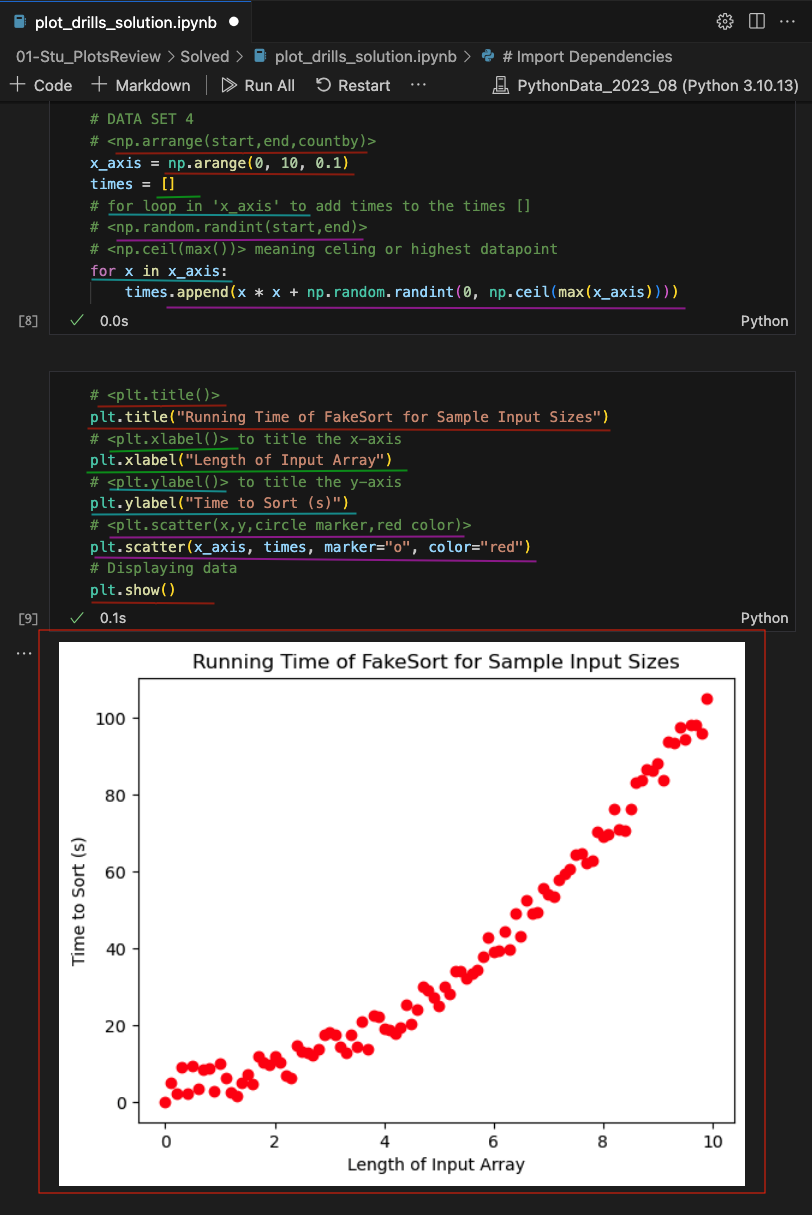 plot_drills_solution.ipynb
01-Stu_PlotsReview > Solved > plot_drills_solution.ipynb > # Import Dependencies
+ Code + Markdown | Run All Restart ... PythonData_2023_08 (Python 3.10.13)
# DATA SET 4
# <np.arrange(start,end,countby)>
x_axis = np.arange(0, 10, 0.1)
times = []
# for loop in 'x_axis' to add times to the times []
# <np.random.randint(start,end)>
# <np.ceil(max())> meaning celing or highest datapoint
for x in x_axis:
    times.append(x * x + np.random.randint(0, np.ceil(max(x_axis))))
[8] ✓ 0.0s Python
# <plt.title()>
plt.title("Running Time of FakeSort for Sample Input Sizes")
# <plt.xlabel()> to title the x-axis
plt.xlabel("Length of Input Array")
# <plt.ylabel()> to title the y-axis
plt.ylabel("Time to Sort (s)")
# <plt.scatter(x,y,circle marker,red color)>
plt.scatter(x_axis, times, marker="o", color="red")
# Displaying data
plt.show()
[9] ✓ 0.1s Python
...
Running Time of FakeSort for Sample Input Sizes
100
80
60
40
20
0
Time to Sort (s)
0 2 4 6 8 10
Length of Input Array